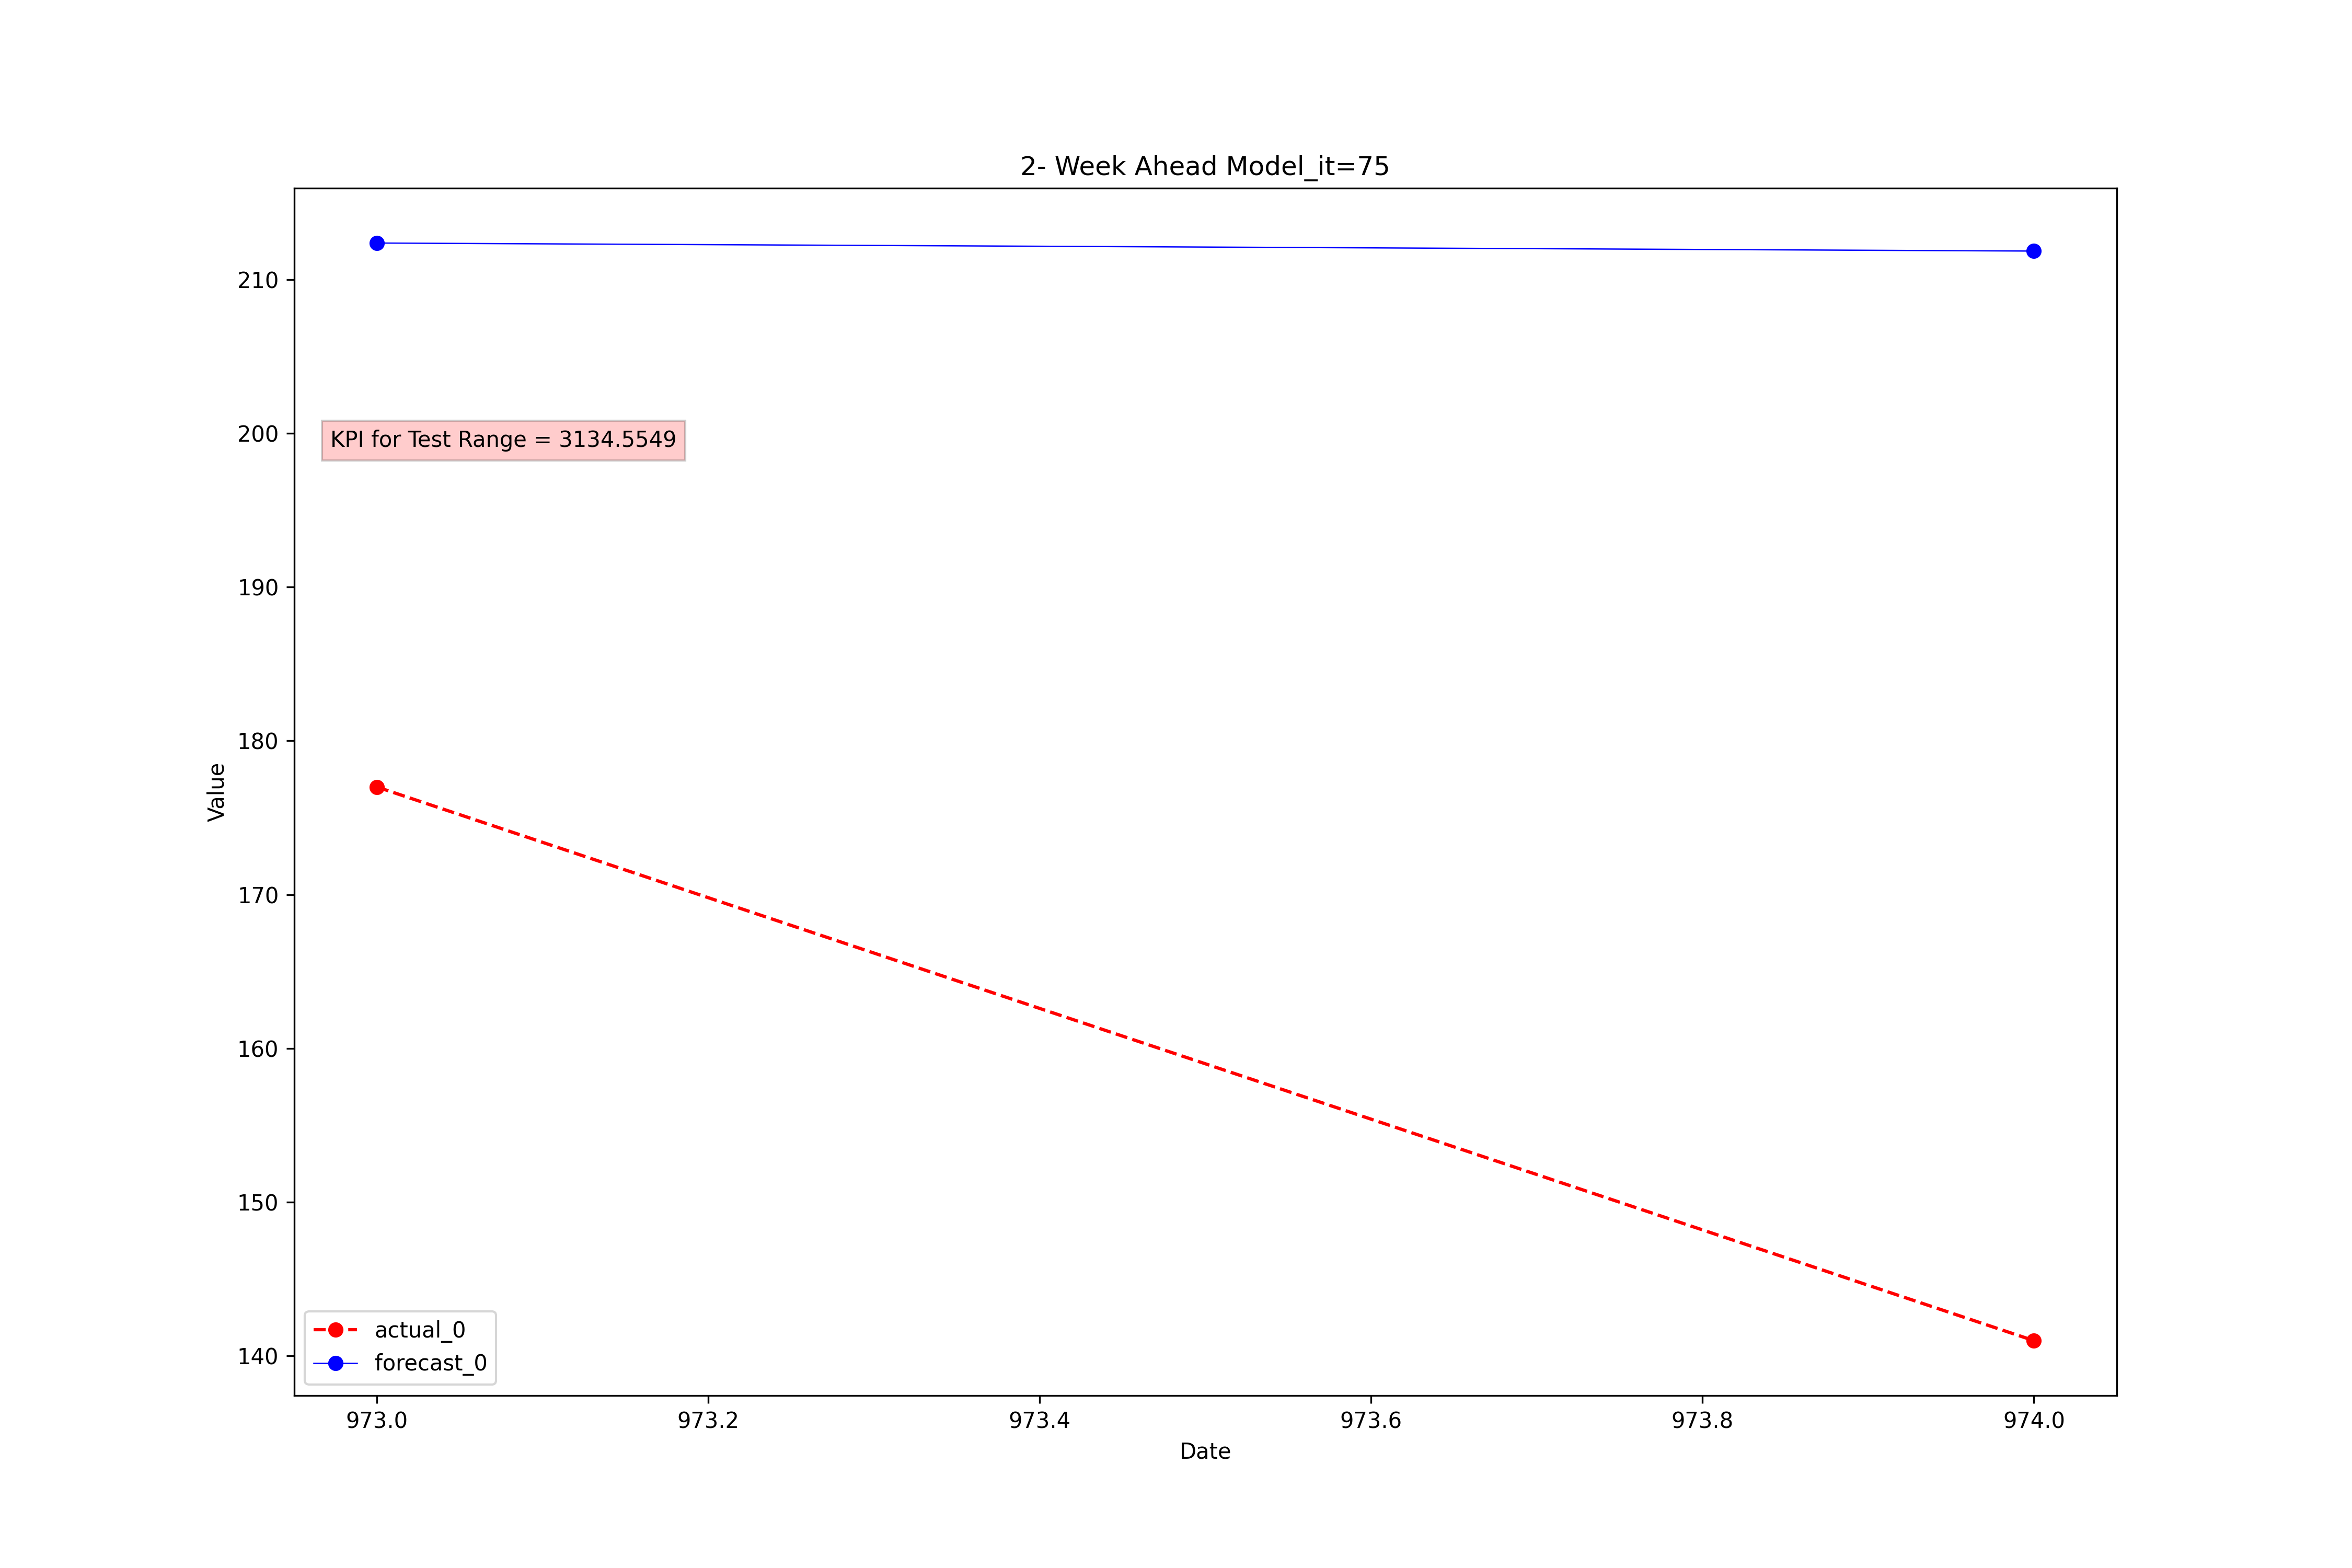 2- Week Ahead Model_it=75
210
200
190
180
170
160
150
140
Value
KPI for Test Range = 3134.5549
actual_0
forecast_0
973.0 973.2 973.4 973.6 973.8 974.0
Date